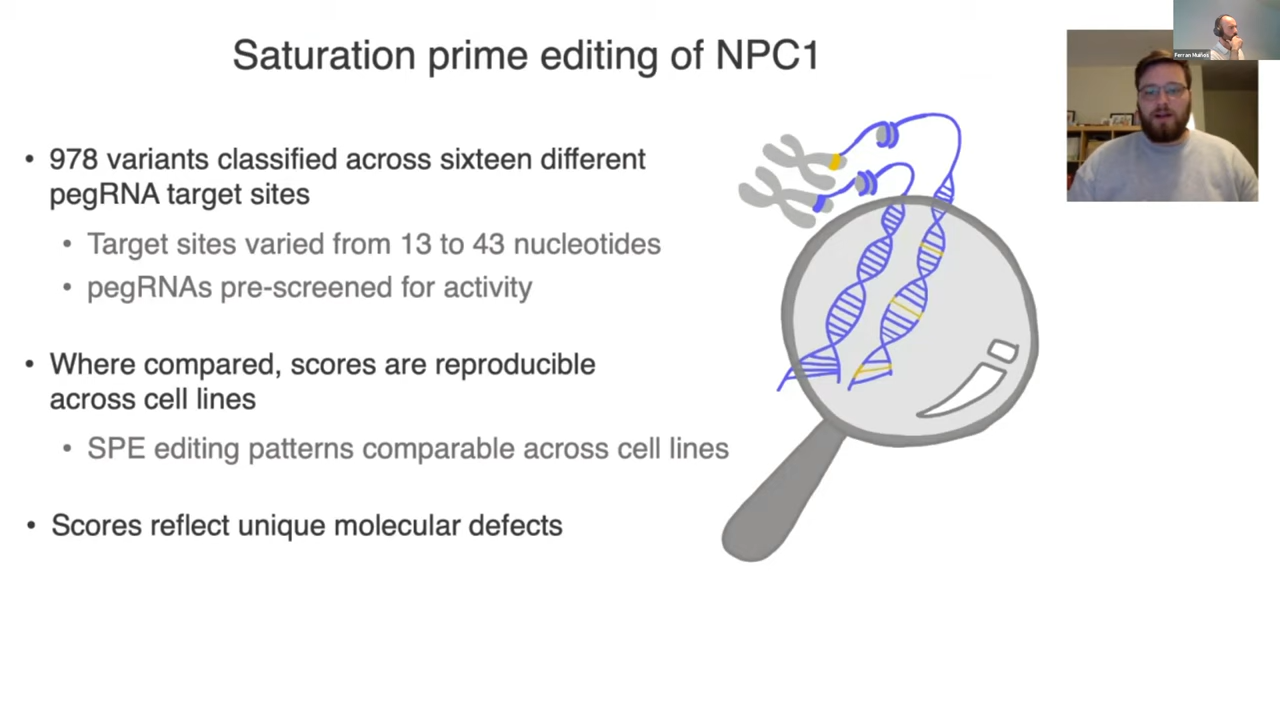 Saturation prime editing of NPC1
• 978 variants classified across sixteen different
pegRNA target sites
• Target sites varied from 13 to 43 nucleotides
• pegRNAs pre-screened for activity
• Where compared, scores are reproducible
across cell lines
• SPE editing patterns comparable across cell lines
• Scores reflect unique molecular defects
Ferran Muiños